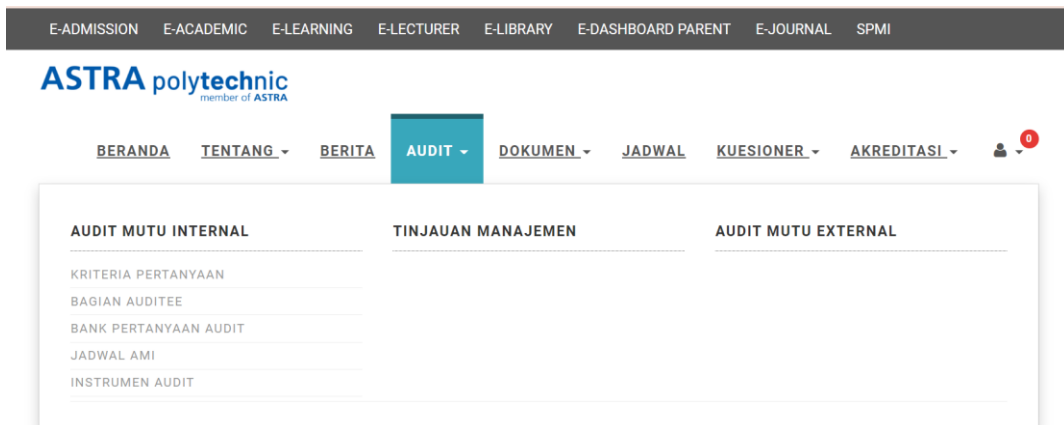 E-ADMISSION E-ACADEMIC E-LEARNING E-LECTURER E-LIBRARY E-DASHBOARD PARENT E-JOURNAL SPMI
ASTRA polytechnic
member of ASTRA
BERANDA TENTANG BERITA AUDIT DOKUMEN JADWAL KUESIONER AKREDITASI 0
AUDIT MUTU INTERNAL TINJAUAN MANAJEMEN AUDIT MUTU EXTERNAL
KRITERIA PERTANYAAN
BAGIAN AUDITEE
BANK PERTANYAAN AUDIT
JADWAL AMI
INSTRUMEN AUDIT